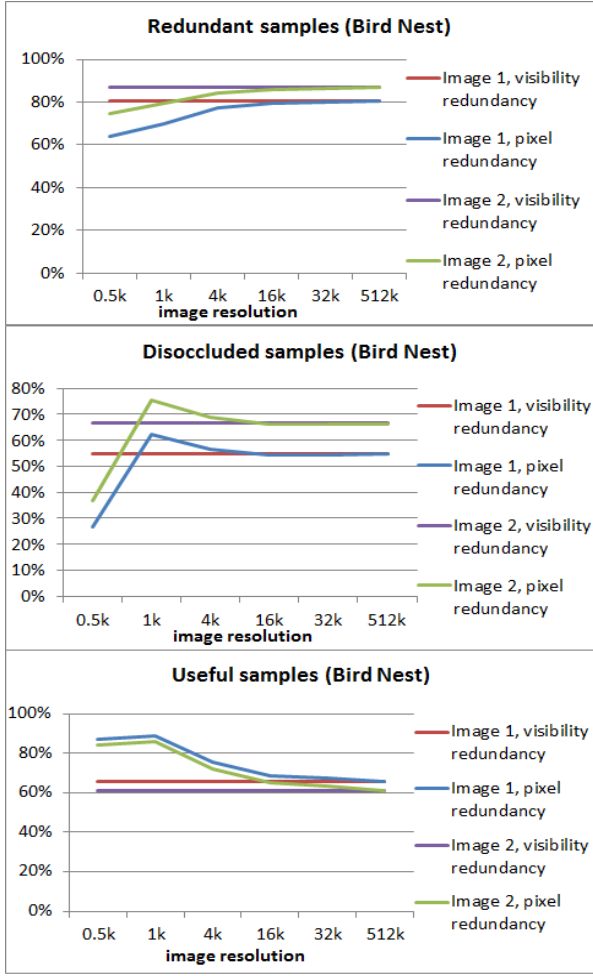 Redundant samples (Bird Nest)
100%
80%
60%
40%
20%
0%
0.5k 1k 4k 16k 32k 512k
image resolution
Image 1, visibility
redundancy
Image 1, pixel
redundancy
Image 2, visibility
redundancy
Image 2, pixel
redundancy
Disoccluded samples (Bird Nest)
80%
70%
60%
50%
40%
30%
20%
10%
0%
0.5k 1k 4k 16k 32k 512k
image resolution
Image 1, visibility
redundancy
Image 1, pixel
redundancy
Image 2, visibility
redundancy
Image 2, pixel
redundancy
Useful samples (Bird Nest)
100%
80%
60%
40%
20%
0%
0.5k 1k 4k 16k 32k 512k
image resolution
Image 1, visibility
redundancy
Image 1, pixel
redundancy
Image 2, visibility
redundancy
Image 2, pixel
redundancy